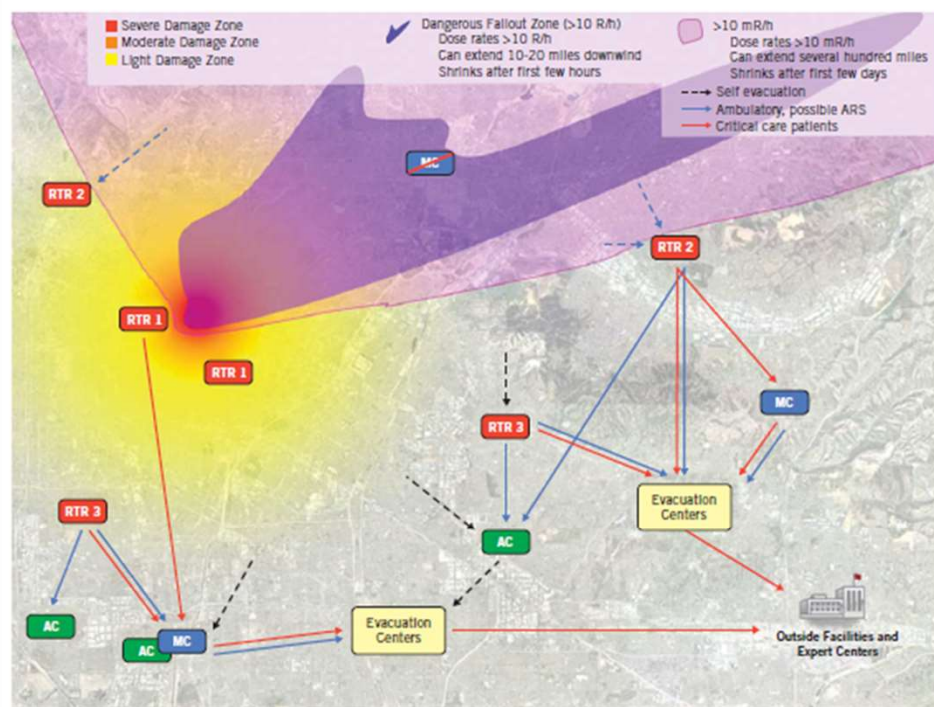 Severe Damage Zone
Moderate Damage Zone
Light Damage Zone
Dangerous Fallout Zone (>10 R/h)
Dose rates >10 R/h
Can extend 10-20 miles downwind
Shrinks after first few hours
>10 mR/h
Dose rates >10 mR/h
Can extend several hundred miles
Shrinks after first few days
Self evacuation
Ambulatory, possible ARS
Critical care patients
MC
RTR 2
RTR 2
RTR 1
RTR 1
MC
RTR 3
Evacuation
Centers
RTR 3
AC
AC
AC
MC
Evacuation
Centers
Outside Facilities and
Expert Centers